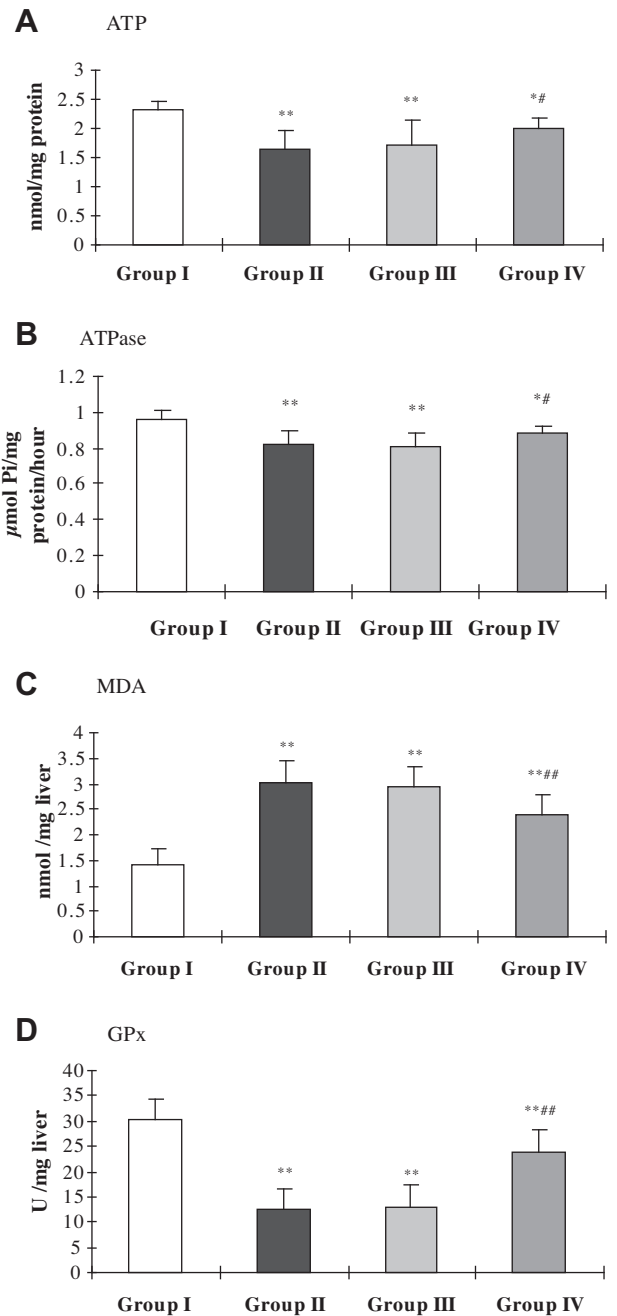 A ATP
3
2.5
2
1.5
1
0.5
0
nmol/mg protein
** ** *#
Group I Group II Group III Group IV
B ATPase
1.2
1
0.8
0.6
0.4
0.2
0
µmol Pi/mg
protein/hour
** ** *#
Group I Group II Group III Group IV
C MDA
4
3.5
3
2.5
2
1.5
1
0.5
0
nmol /mg liver
** ** **##
Group I Group II Group III Group IV
D GPx
40
35
30
25
20
15
10
5
0
U /mg liver
** ** **##
Group I Group II Group III Group IV